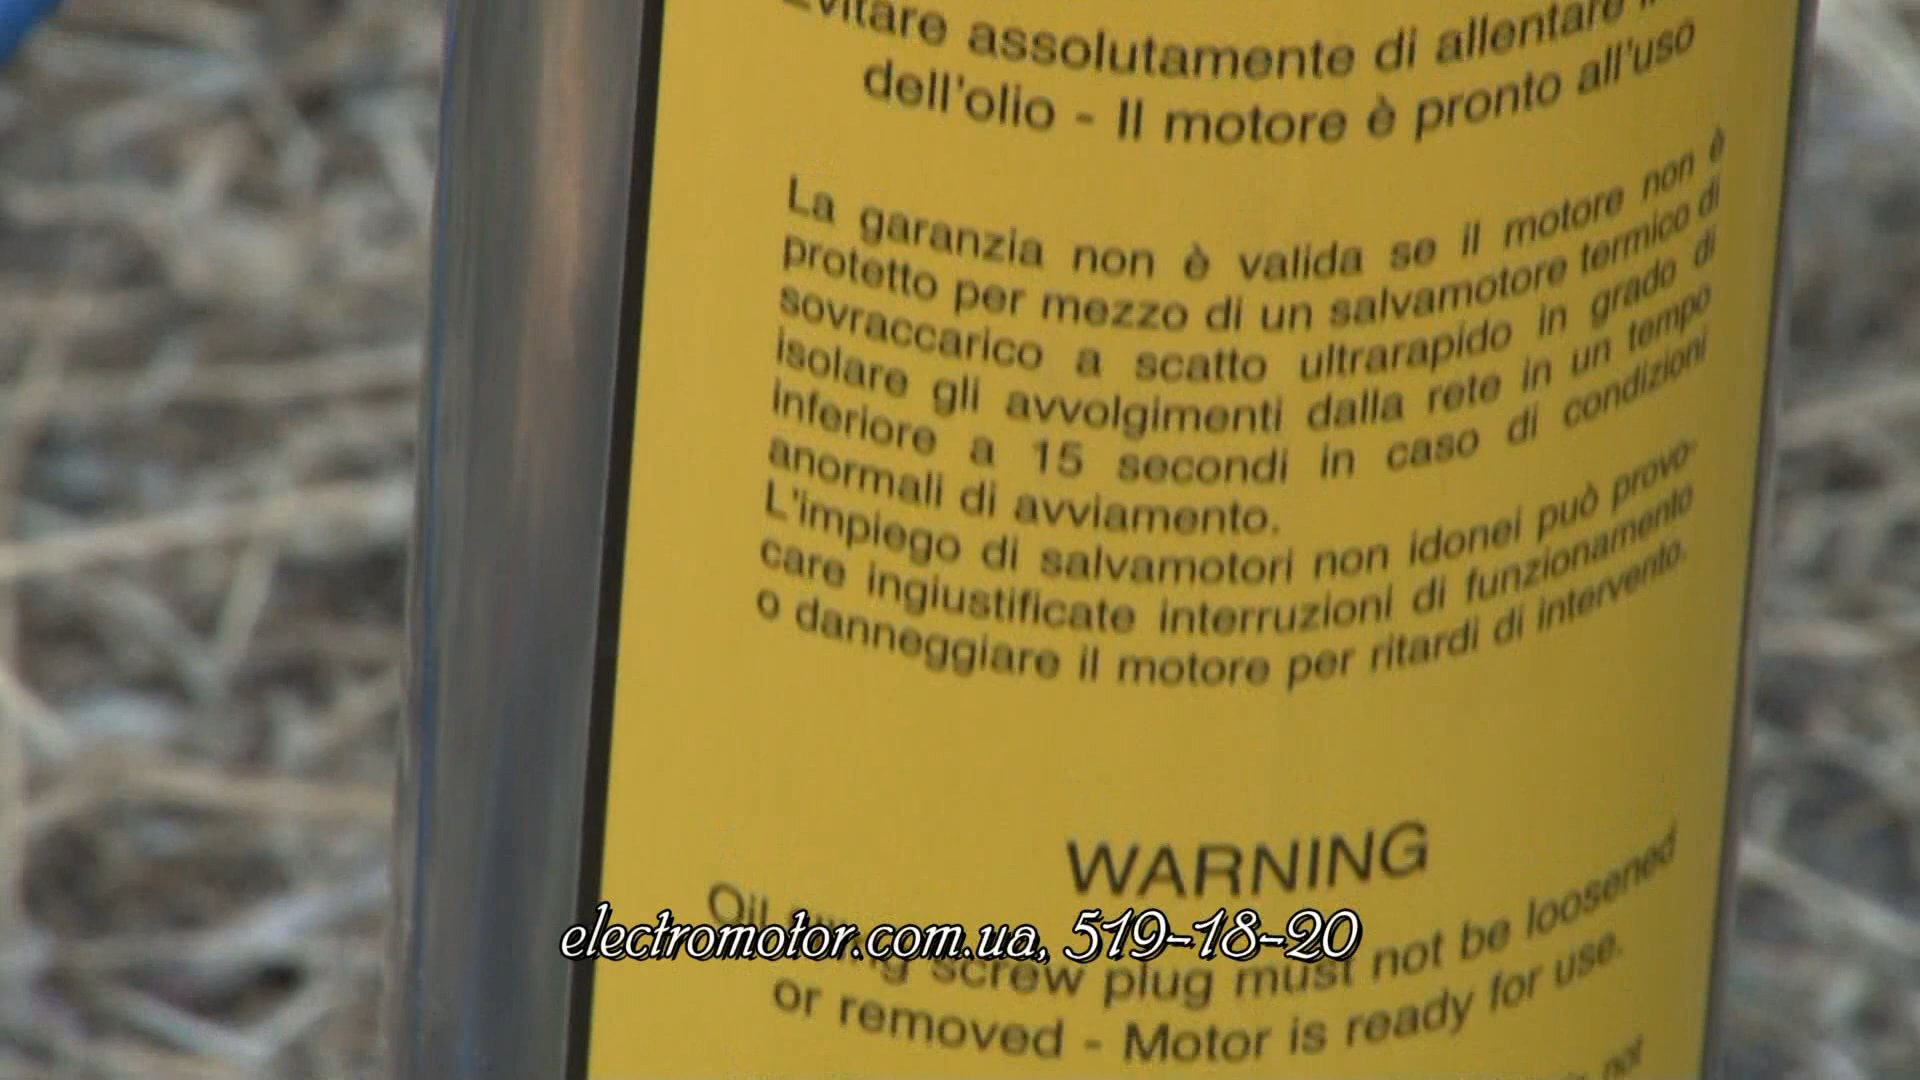 Evitare assolutamente di allentare
dell'olio - Il motore è pronto all'uso
La garanzia non è valida se il motore non è
protetto per mezzo di un salvamotore termico di
sovraccarico a scatto ultrarapido in grado di
isolare gli avvolgimenti dalla rete in un tempo
inferiore a 15 secondi in caso di condizioni
anormali di avviamento.
L'impiego di salvamotori non idonei può provo-
care ingiustificate interruzioni di funzionamento
o danneggiare il motore per ritardi di intervento.
WARNING
Oil screw plug must not be loosened
electromotor.com.ua, 519-18-20
or removed - Motor is ready for use.
not